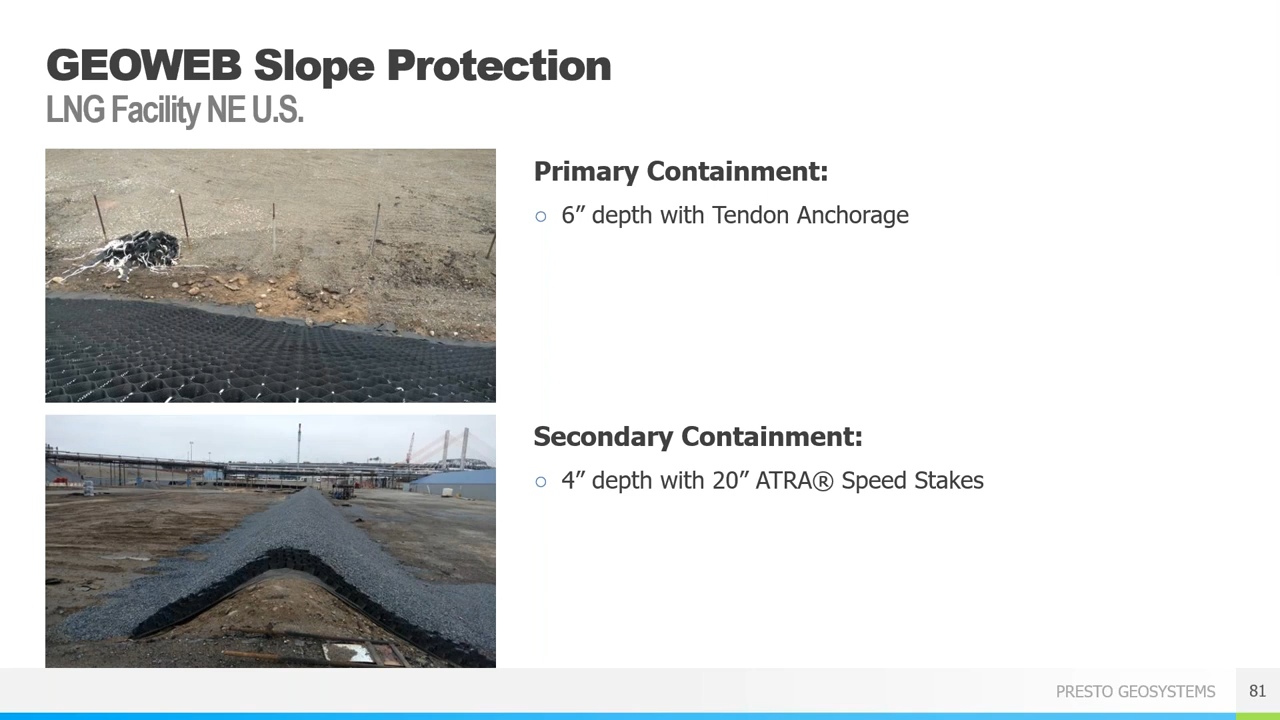 GEOWEB Slope Protection
LNG Facility NE U.S.
Primary Containment:
○ 6″ depth with Tendon Anchorage
Secondary Containment:
○ 4″ depth with 20″ ATRA® Speed Stakes
PRESTO GEOSYSTEMS 81